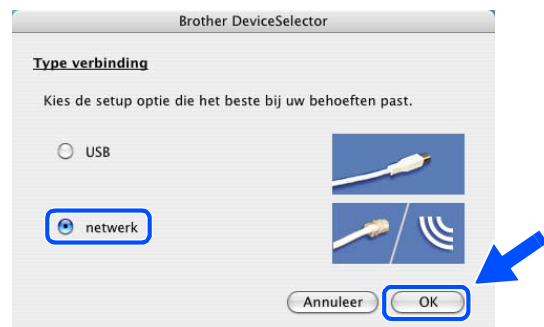 Brother DeviceSelector
Type verbinding
Kies de setup optie die het beste bij uw behoeften past.
USB
netwerk
Annuleer OK